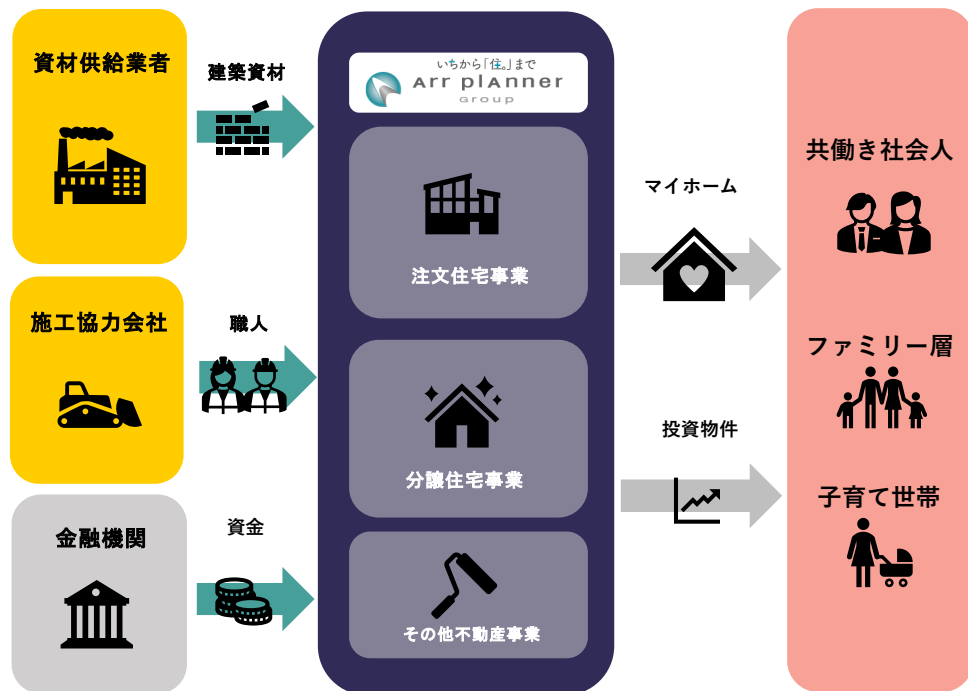 資材供給業者
建築資材
施工協力会社
職人
金融機関
資金
いちから「住。」まで
Arr plAnner
Group
注文住宅事業
分譲住宅事業
その他不動産事業
マイホーム
投資物件
共働き社会人
ファミリー層
子育て世帯